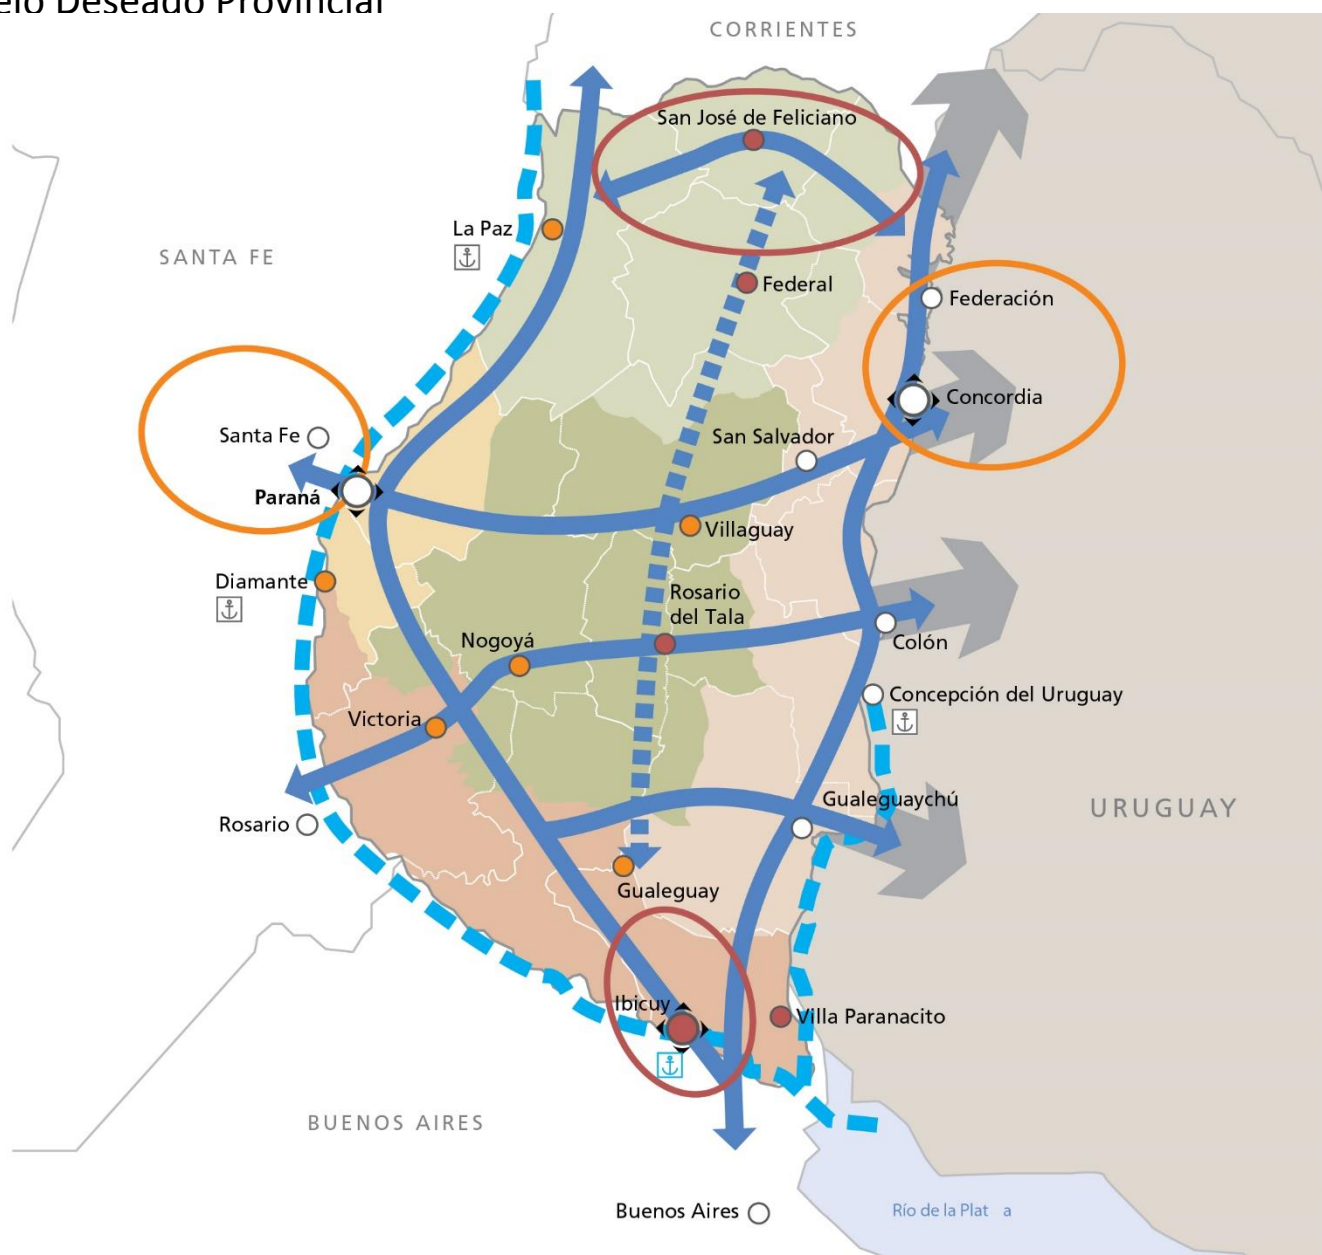 elo Deseado Provincial
CORRIENTES
San José de Feliciano
La Paz
SANTA FE
Federal
Federación
Concordia
Santa Fe
San Salvador
Paraná
Villaguay
Diamante
Rosario
del Tala
Nogoyá
Colón
Concepción del Uruguay
Victoria
Gualeguaychú
URUGUAY
Rosario
Gualeguay
Ibicuy
Villa Paranacito
BUENOS AIRES
Buenos Aires
Río de la Plat a